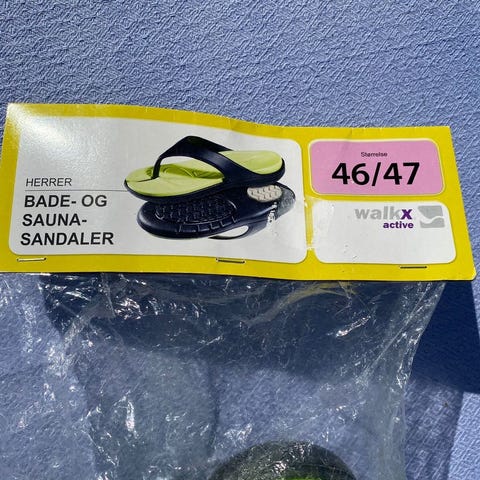 HERRER
BADE- OG
SAUNA-
SANDALER
Størrelse
46/47
walkx
active